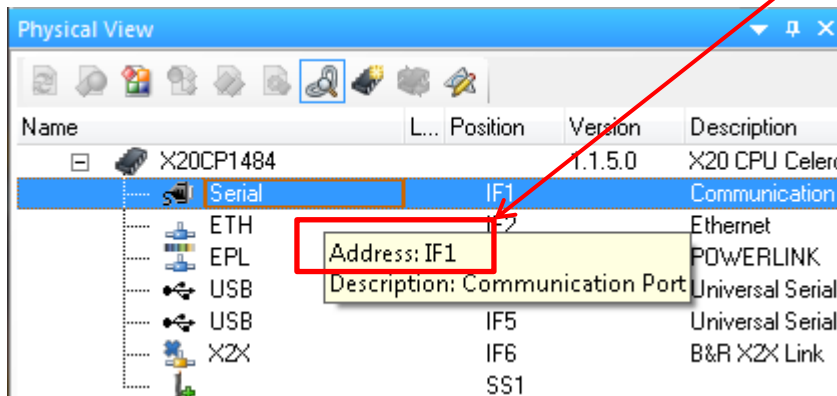 Physical View
Name L... Position Version Description
X20CP1484 1.1.5.0 X20 CPU
Serial IF1 Communication
ETH IF2 Ethernet
EPL Address: IF1 POWERLINK
USB Description: Communication Port Universal Serial
USB IF5 Universal Serial
X2X IF6 B&R X2X Link
SS1